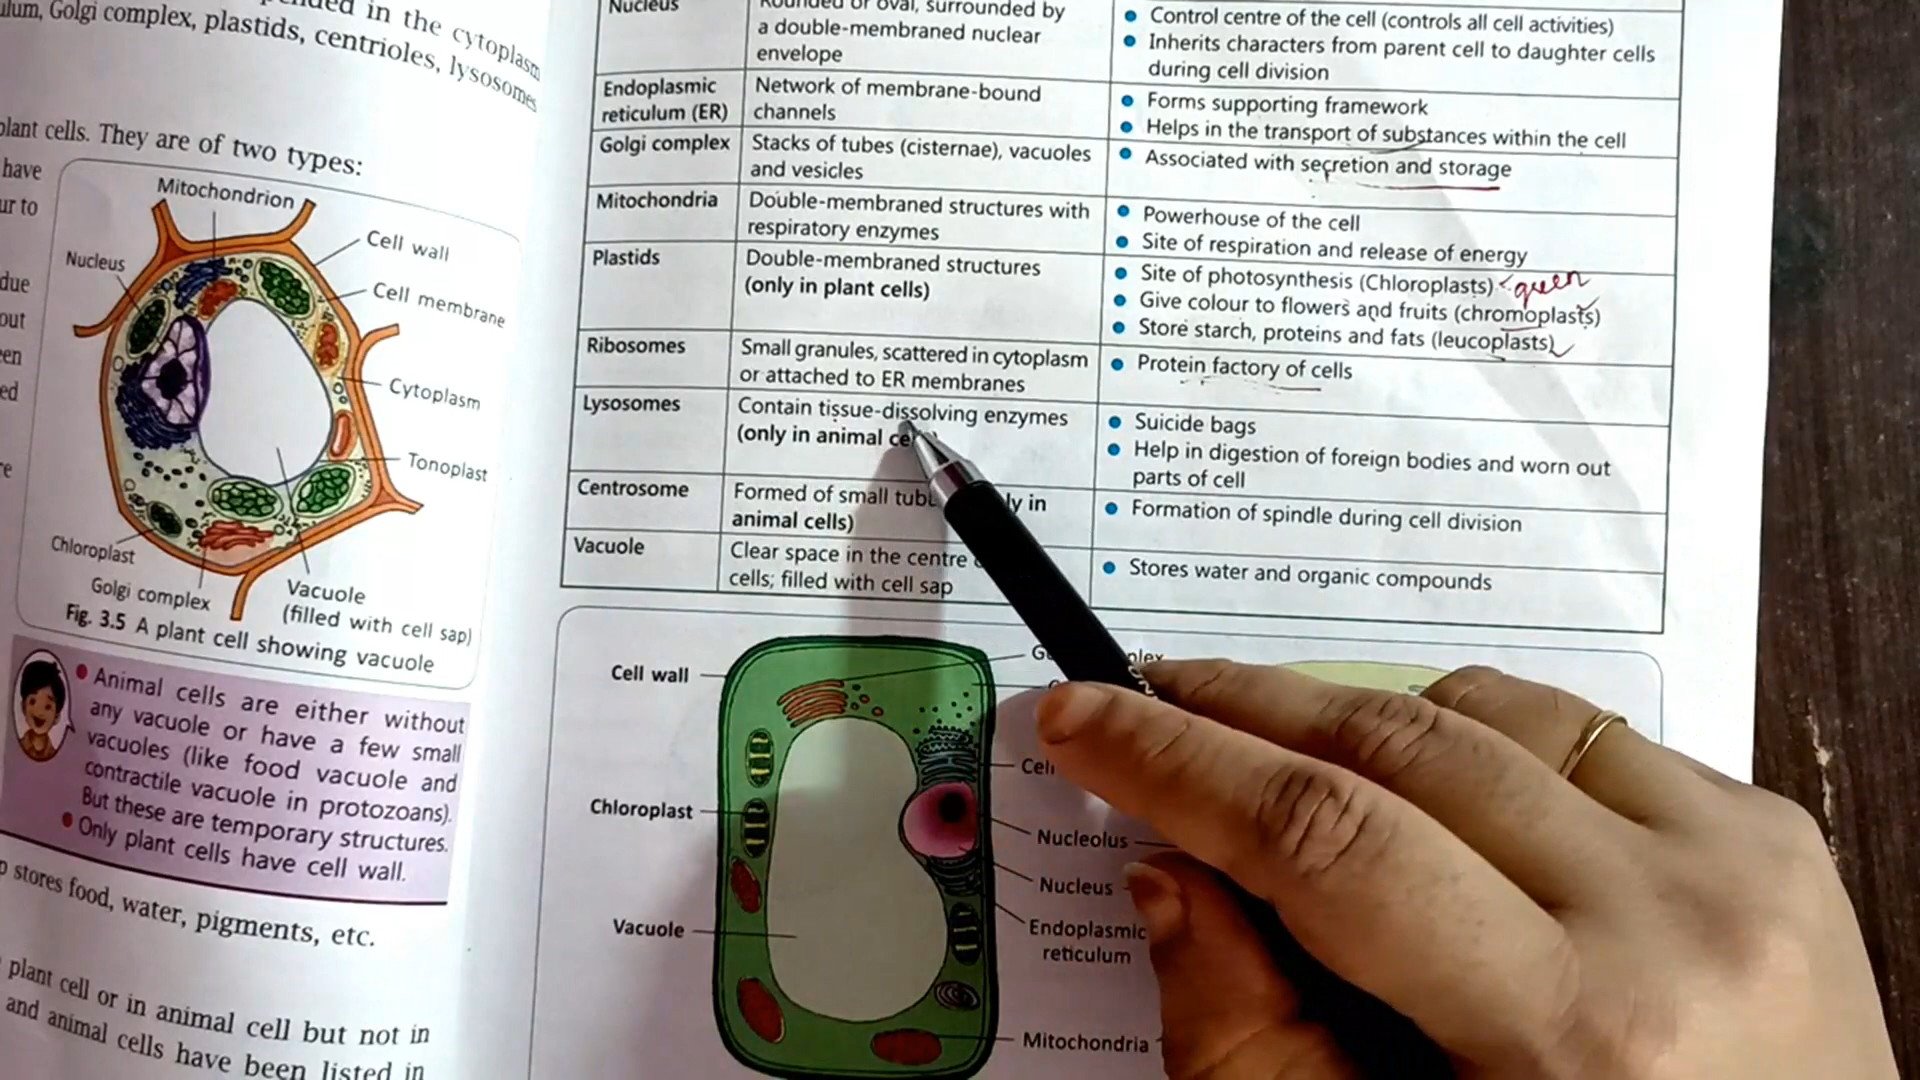 in the cytoplasm
Golgi complex, plastids, centrioles, lysosomes
plant cells. They are of two types:
have
ur to
due
out
een
ed
re
Mitochondrion
Cell wall
Nucleus
Cell membrane
Cytoplasm
Tonoplast
Chloroplast
Golgi complex
Vacuole
(filled with cell sap)
Fig. 3.5 A plant cell showing vacuole
Animal cells are either without
any vacuole or have a few small
vacuoles (like food vacuole and
contractile vacuole in protozoans).
But these are temporary structures.
Only plant cells have cell wall.
stores food, water, pigments, etc.
plant cell or in animal cell but not in
and animal cells have been listed in
Nucleus
Rounded or oval, surrounded by
a double-membraned nuclear
envelope
Control centre of the cell (controls all cell activities)
Inherits characters from parent cell to daughter cells
during cell division
Endoplasmic
reticulum (ER)
Network of membrane-bound
channels
Forms supporting framework
Helps in the transport of substances within the cell
Golgi complex
Stacks of tubes (cisternae), vacuoles
and vesicles
Associated with secretion and storage
Mitochondria
Double-membraned structures with
respiratory enzymes
Powerhouse of the cell
Site of respiration and release of energy
Plastids
Double-membraned structures
(only in plant cells)
Site of photosynthesis (Chloroplasts) green
Give colour to flowers and fruits (chromoplasts)
Store starch, proteins and fats (leucoplasts)
Ribosomes
Small granules, scattered in cytoplasm
or attached to ER membranes
Protein factory of cells
Lysosomes
Contain tissue-dissolving enzymes
(only in animal
Suicide bags
Help in digestion of foreign bodies and worn out
parts of cell
Centrosome
Formed of small in
animal cells)
Formation of spindle during cell division
Vacuole
Clear space in the centre
cells; filled with cell sap
Stores water and organic compounds
Cell wall
Chloroplast
Nucleolus
Nucleus
Vacuole
Endoplasmic
reticulum
Mitochondria